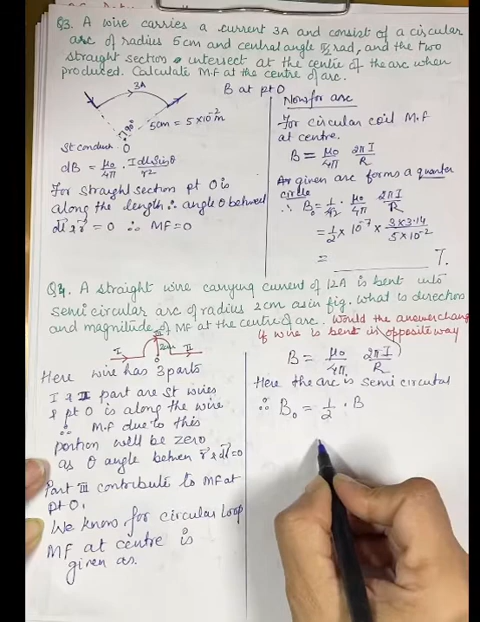 Q3. A wire carries a current 3A and consist of a circular
arc of radius 5cm and central angle π/2 rad, and the two
straight section intersect at the centre of the arc when
produced. Calculate M.F at the centre of arc.
3A
90°
5cm = 5×10⁻² m
O
St conduct
dB = μ₀/4π · I dl Sinθ/r²
For straight section pt O is
along the length ∴ angle θ between
dl & r = 0 ∴ MF = 0
B at pt O
Now for arc
For circular coil M.F
at centre.
B = μ₀/4π 2πI/R
As given arc forms a quarter
circle
∴ B₀ = 1/4 · μ₀/4π 2πI/R
= 1/2 × 10⁻⁷ × 3×3.14/5×10⁻²
= T.
Q4. A straight wire carrying current of 12A is bent into
semi circular arc of radius 2cm as in fig. what is direction
and magnitude of MF at the centre of arc. Would the answer change
if wire is bent in opposite way
I III 2cm II
O
Here wire has 3 parts
I & II part are St wires
& pt O is along the wire
∴ M.F due to this
portion will be zero
as θ angle betwen r & dl = 0
Part III contribute to MF at
pt O.
We know for circular loop
MF at centre is
given as.
B = μ₀/4π 2πI/R
Here the arc is semi circular
∴ B₀ = 1/2 · B